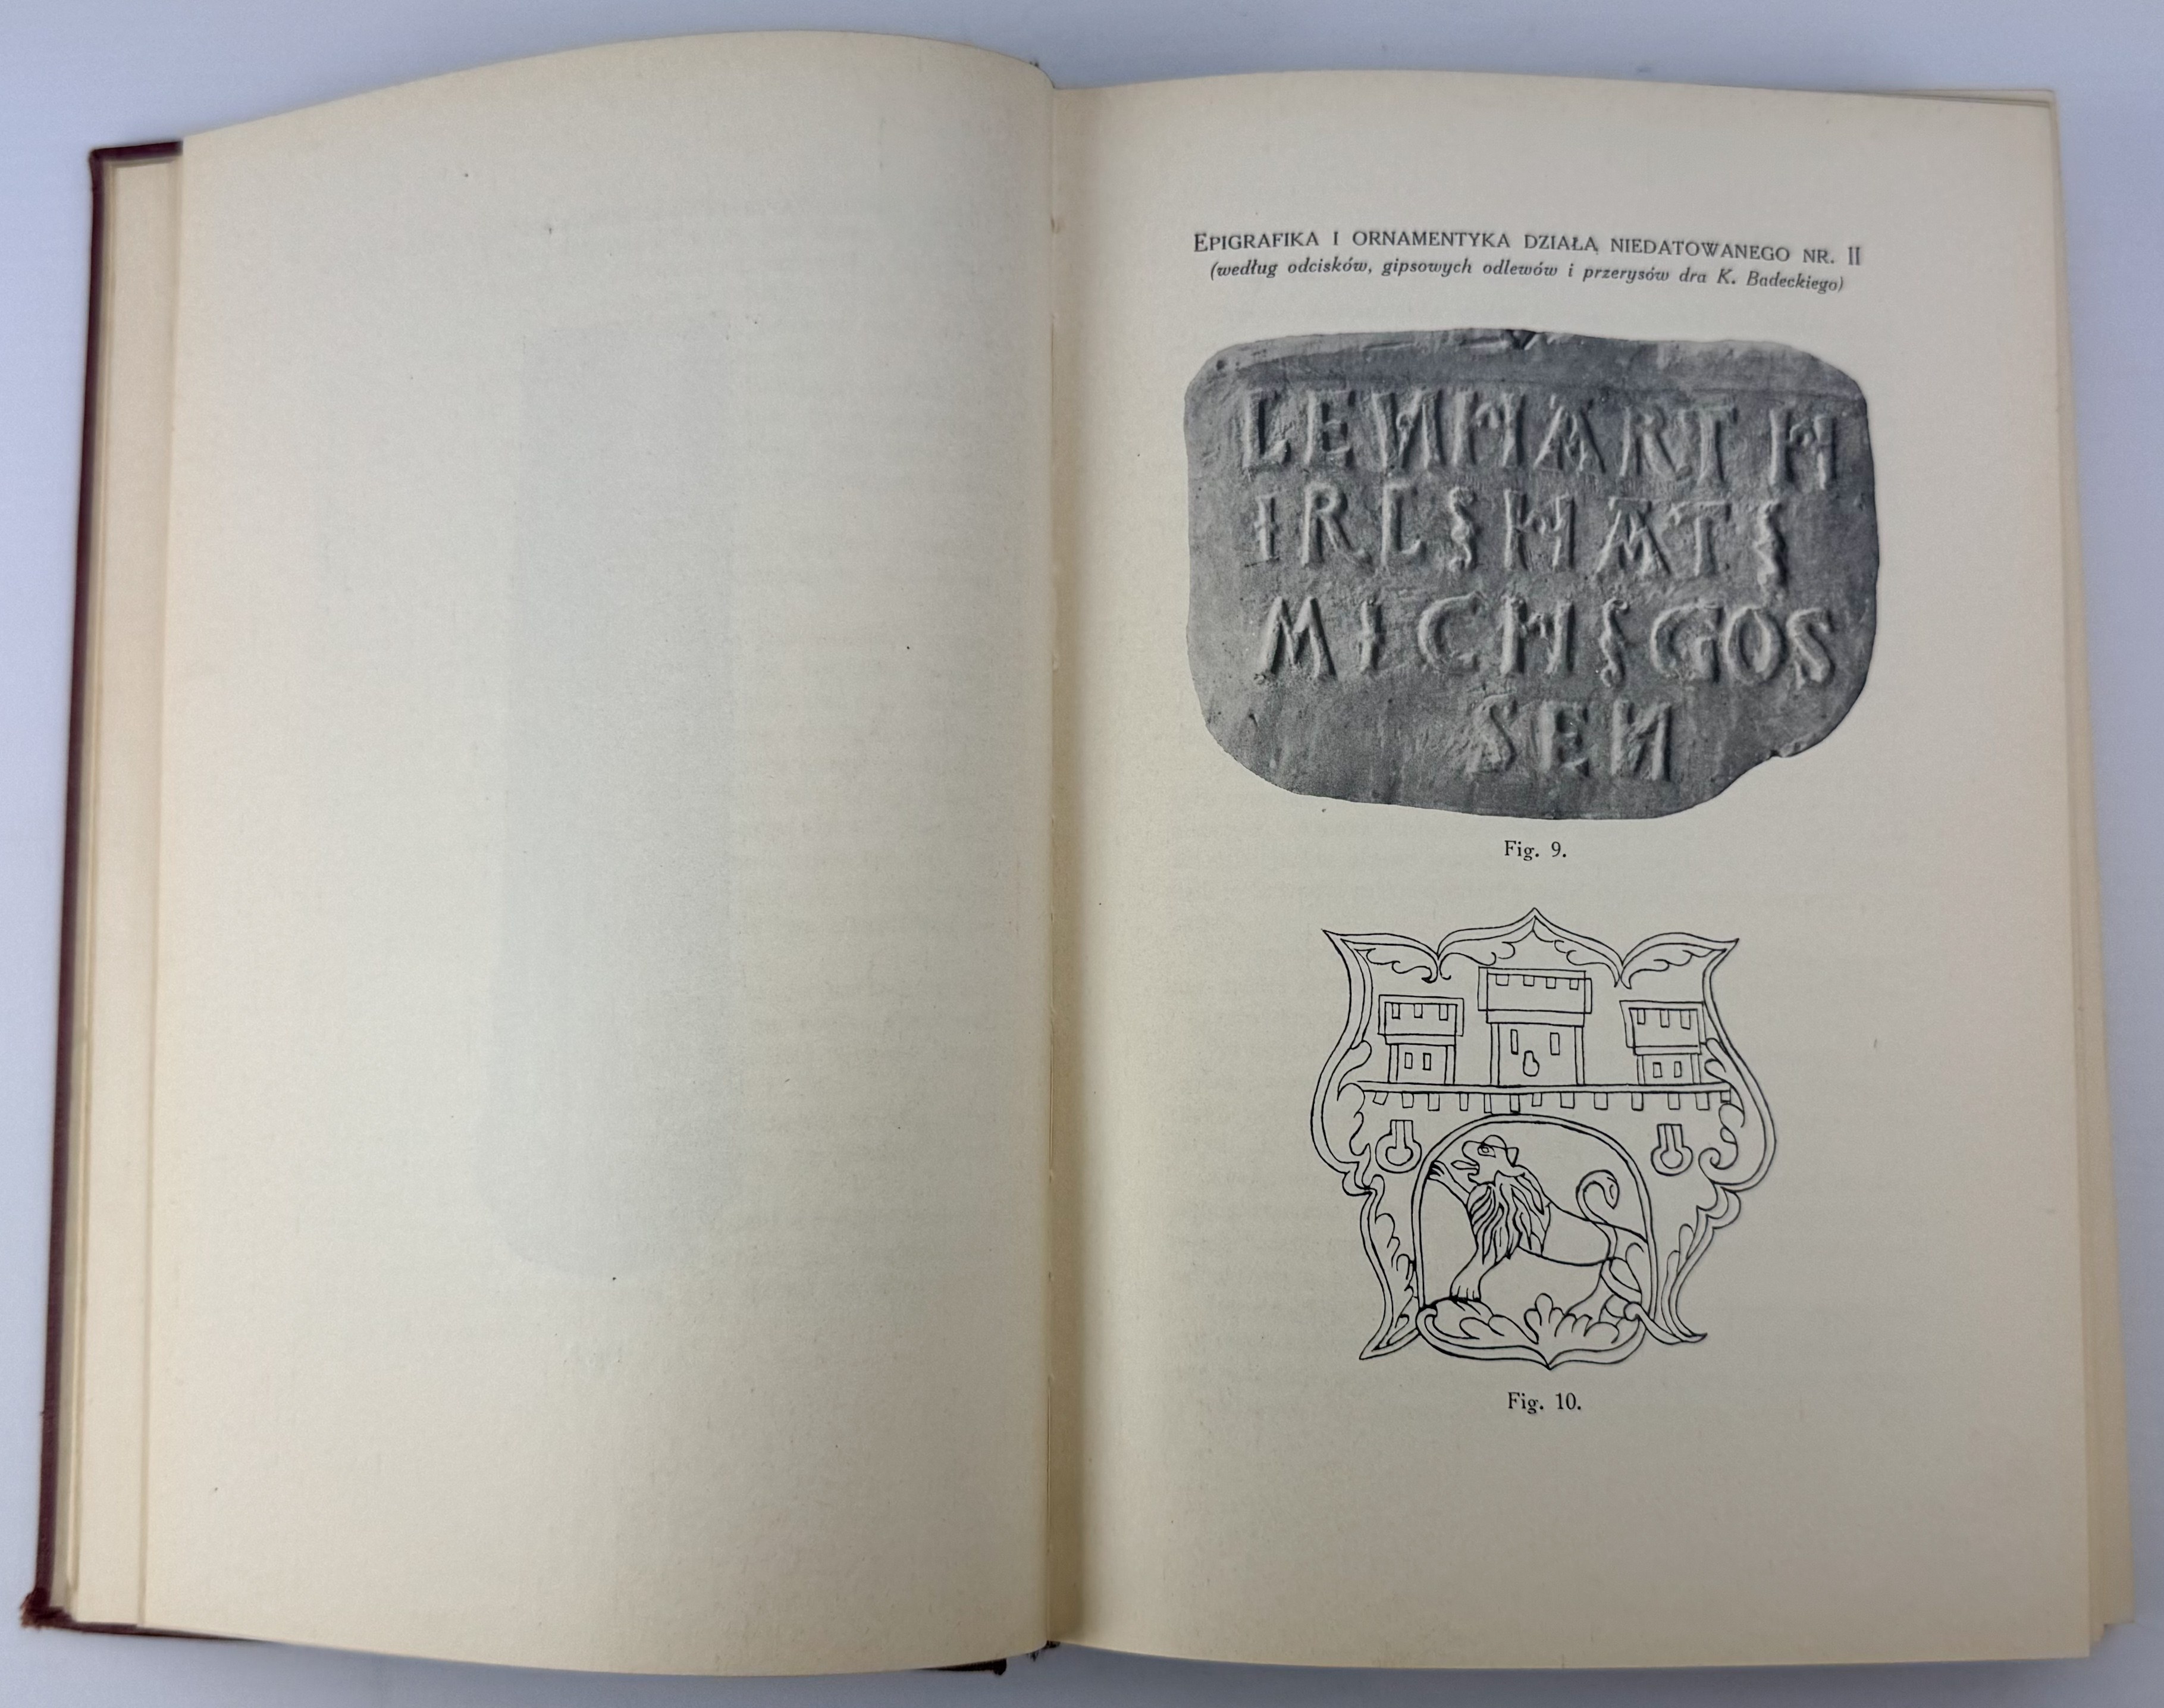 EPIGRAFIKA I ORNAMENTYKA DZIAŁA NIEDATOWANEGO NR. II
(według odcisków, gipsowych odlewów i przerysów dra K. Badeckiego)
LENHART H
IRL§HAT§
MICH§GOS
SEN
Fig. 9.
Fig. 10.